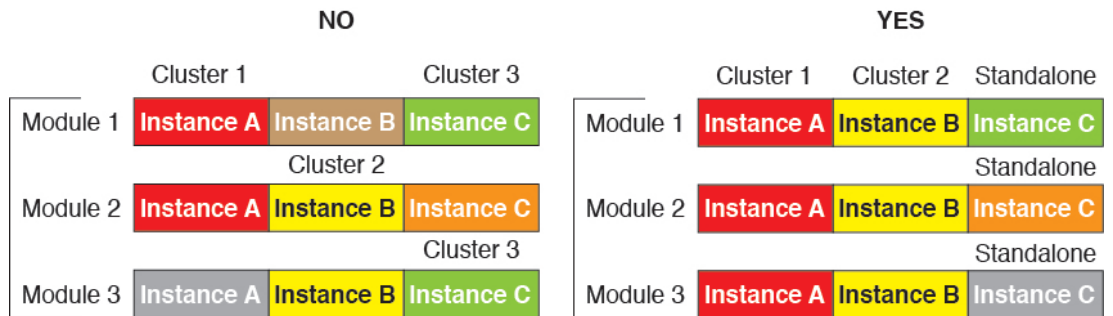 NO
Cluster 1 Cluster 3
Module 1 Instance A Instance B Instance C
Cluster 2
Module 2 Instance A Instance B Instance C
Cluster 3
Module 3 Instance A Instance B Instance C
YES
Cluster 1 Cluster 2 Standalone
Module 1 Instance A Instance B Instance C
Standalone
Module 2 Instance A Instance B Instance C
Standalone
Module 3 Instance A Instance B Instance C